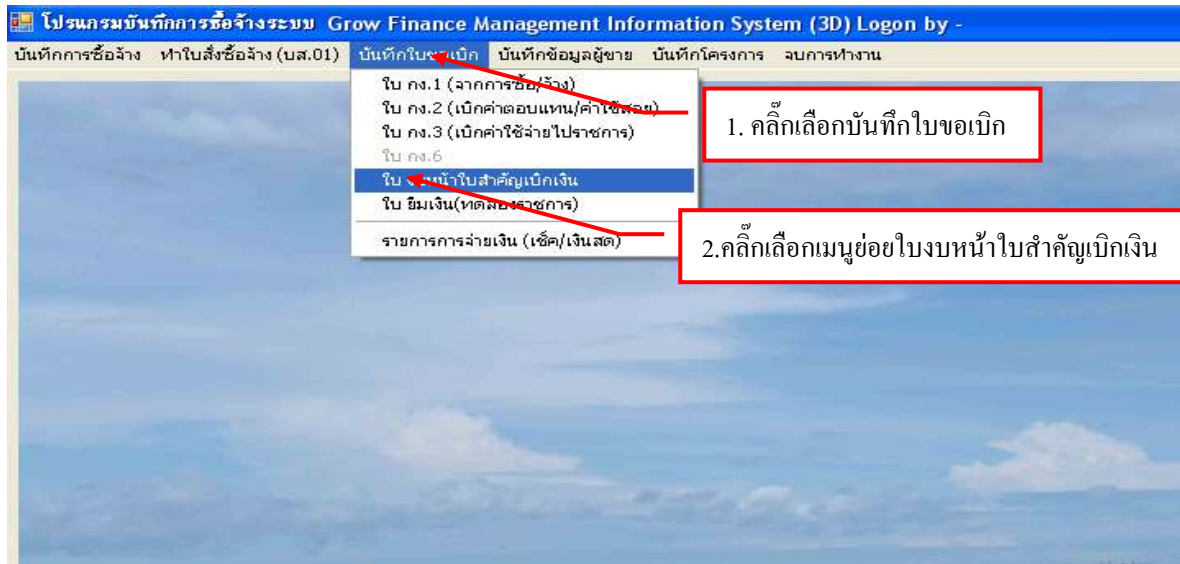 โปรแกรมบันทึกการซื้อจ้างระบบ Grow Finance Management Information System (3D) Logon by -
บันทึกการซื้อจ้าง ทำใบสั่งซื้อจ้าง (บส.01) บันทึกใบขอเบิก บันทึกข้อมูลผู้ขาย บันทึกโครงการ จบการทำงาน
ใบ กง.1 (จากการซื้อ/จ้าง)
ใบ กง.2 (เบิกค่าตอบแทน/ค่าใช้สอย)
ใบ กง.3 (เบิกค่าใช้จ่ายไปราชการ)
ใบ กง.6
ใบ งบหน้าใบสำคัญเบิกเงิน
ใบ ยืมเงิน(ทดลองราชการ)
รายการการจ่ายเงิน (เช็ค/เงินสด)
1. คลิ๊กเลือกบันทึกใบขอเบิก
2.คลิ๊กเลือกเมนูย่อยใบงบหน้าใบสำคัญเบิกเงิน